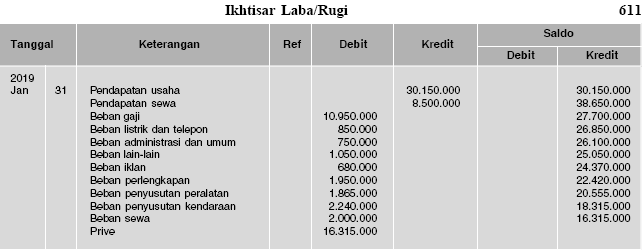 Ikhtisar Laba/Rugi 611
Tanggal Keterangan Ref Debit Kredit Saldo
Debit Kredit
2019
Jan 31 Pendapatan usaha 30.150.000 30.150.000
Pendapatan sewa 8.500.000 38.650.000
Beban gaji 10.950.000 27.700.000
Beban listrik dan telepon 850.000 26.850.000
Beban administrasi dan umum 750.000 26.100.000
Beban lain-lain 1.050.000 25.050.000
Beban iklan 680.000 24.370.000
Beban perlengkapan 1.950.000 22.420.000
Beban penyusutan peralatan 1.865.000 20.555.000
Beban penyusutan kendaraan 2.240.000 18.315.000
Beban sewa 2.000.000 16.315.000
Prive 16.315.000